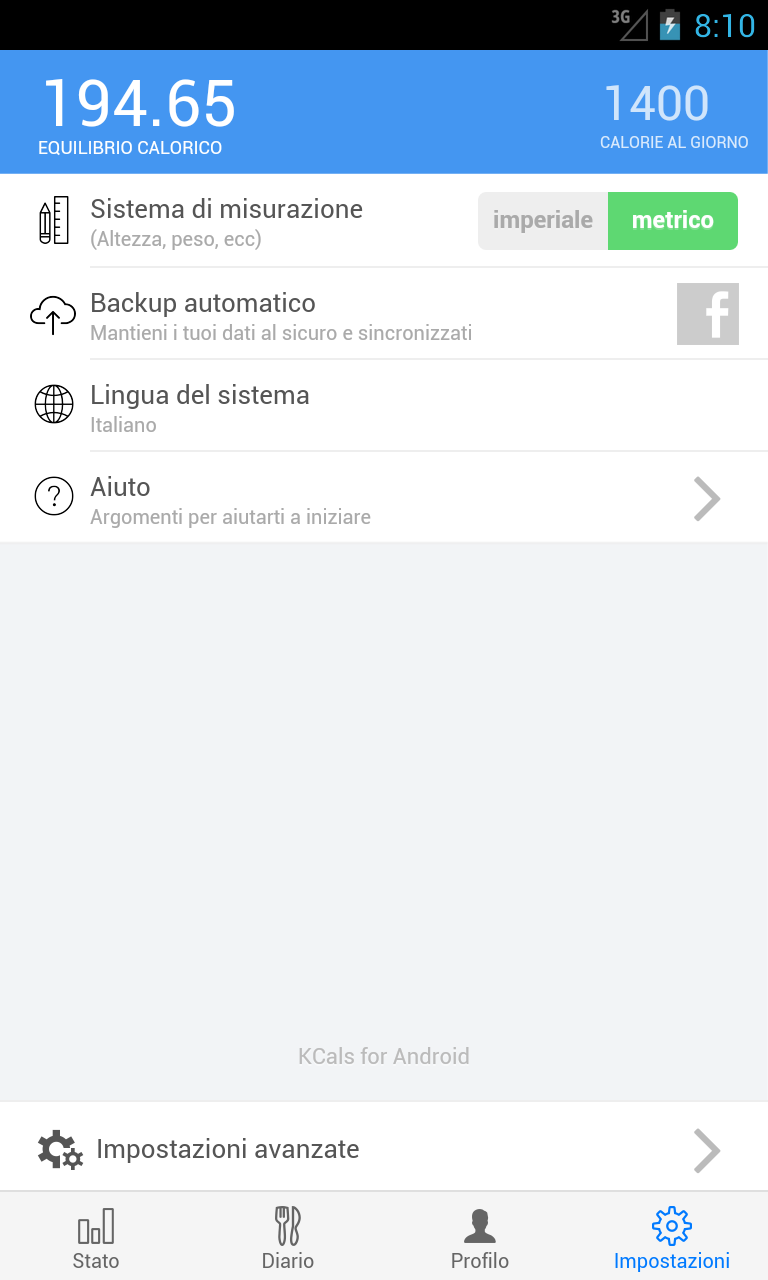 3G 8:10
194.65 1400
EQUILIBRIO CALORICO CALORIE AL GIORNO
Sistema di misurazione
(Altezza, peso, ecc)
imperiale metrico
Backup automatico
Mantieni i tuoi dati al sicuro e sincronizzati
f
Lingua del sistema
Italiano
? Aiuto
Argomenti per aiutarti a iniziare
KCals for Android
Impostazioni avanzate
Stato Diario Profilo Impostazioni